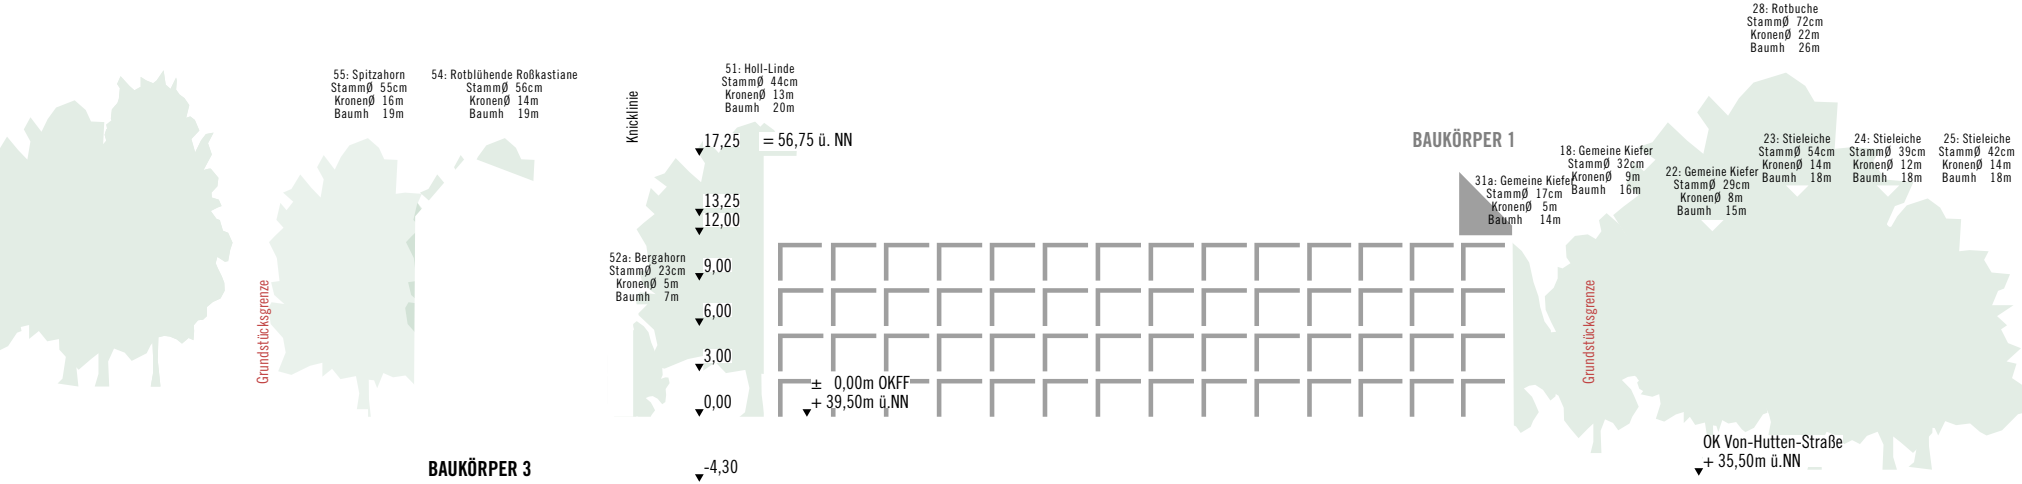 28: Rotbuche
StammØ 72cm
KronenØ 22m
Baumh 26m
55: Spitzahorn
StammØ 55cm
KronenØ 16m
Baumh 19m
54: Rotblühende Roßkastiane
StammØ 56cm
KronenØ 14m
Baumh 19m
Knicklinie
51: Holl-Linde
StammØ 44cm
KronenØ 13m
Baumh 20m
17,25 = 56,75 ü. NN
13,25
12,00
9,00
6,00
3,00
0,00
-4,30
52a: Bergahorn
StammØ 23cm
KronenØ 5m
Baumh 7m
± 0,00m OKFF
+ 39,50m ü.NN
BAUKÖRPER 1
31a: Gemeine Kiefer
StammØ 17cm
KronenØ 5m
Baumh 14m
18: Gemeine Kiefer
StammØ 32cm
KronenØ 9m
Baumh 16m
22: Gemeine Kiefer
StammØ 29cm
KronenØ 8m
Baumh 15m
23: Stieleiche
StammØ 54cm
KronenØ 14m
Baumh 18m
24: Stieleiche
StammØ 39cm
KronenØ 12m
Baumh 18m
25: Stieleiche
StammØ 42cm
KronenØ 14m
Baumh 18m
Grundstücksgrenze
Grundstücksgrenze
BAUKÖRPER 3
OK Von-Hutten-Straße
+ 35,50m ü.NN